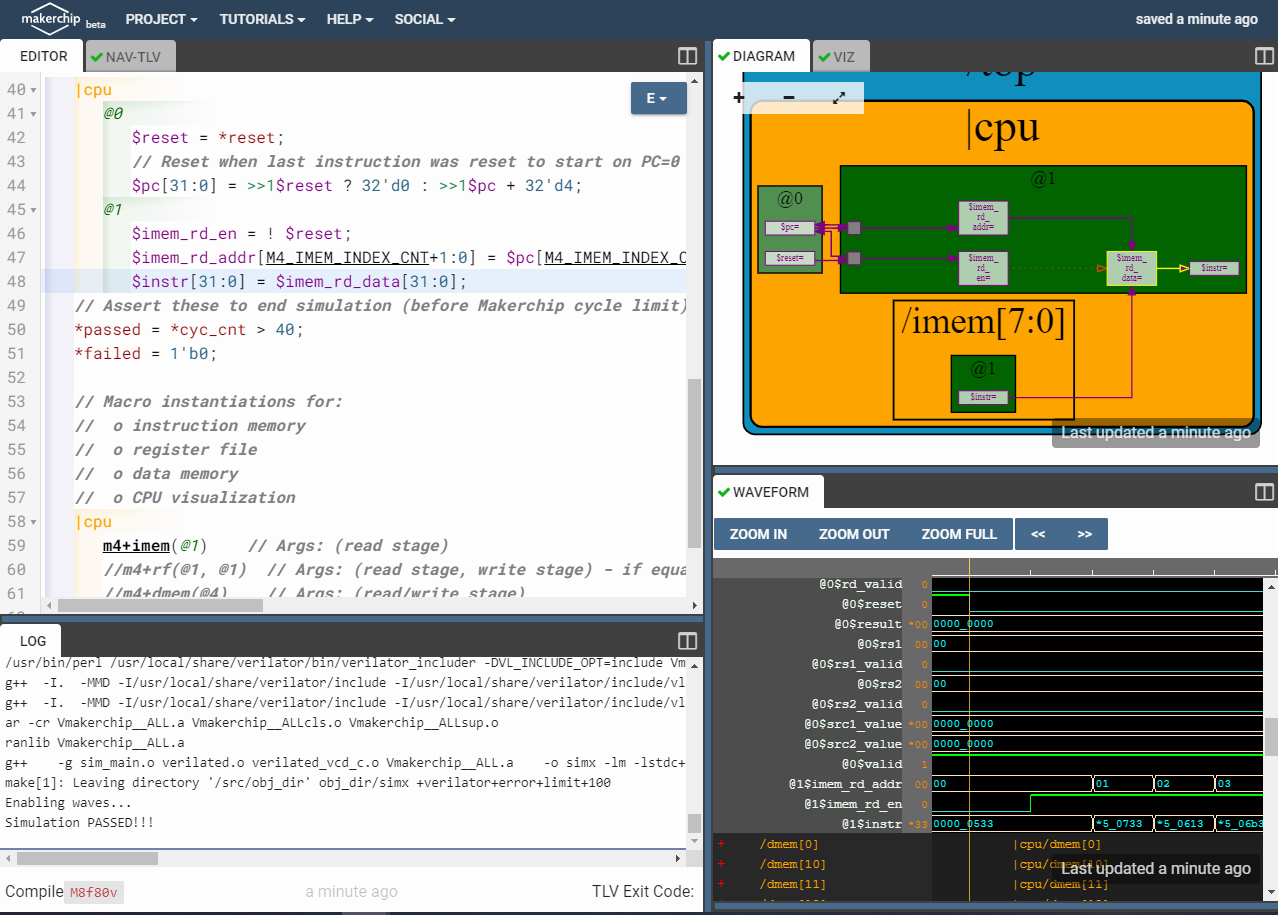 makerchip beta PROJECT TUTORIALS HELP SOCIAL saved a minute ago
EDITOR NAV-TLV
40 |cpu
41 @0
42 $reset = *reset;
43 // Reset when last instruction was reset to start on PC=0
44 $pc[31:0] = >>1$reset ? 32'd0 : >>1$pc + 32'd4;
45 @1
46 $imem_rd_en = ! $reset;
47 $imem_rd_addr[M4_IMEM_INDEX_CNT+1:0] = $pc[M4_IMEM_INDEX_C
48 $instr[31:0] = $imem_rd_data[31:0];
49 // Assert these to end simulation (before Makerchip cycle limit)
50 *passed = *cyc_cnt > 40;
51 *failed = 1'b0;
52
53 // Macro instantiations for:
54 // o instruction memory
55 // o register file
56 // o data memory
57 // o CPU visualization
58 |cpu
59 m4+imem(@1) // Args: (read stage)
60 //m4+rf(@1, @1) // Args: (read stage, write stage) - if equa
61 //m4+dmem(@4) // Args: (read/write stage)
E
LOG
/usr/bin/perl /usr/local/share/verilator/bin/verilator_includer -DVL_INCLUDE_OPT=include Vm
g++ -I. -MMD -I/usr/local/share/verilator/include -I/usr/local/share/verilator/include/vl
g++ -I. -MMD -I/usr/local/share/verilator/include -I/usr/local/share/verilator/include/vl
ar -cr Vmakerchip__ALL.a Vmakerchip__ALLcls.o Vmakerchip__ALLsup.o
ranlib Vmakerchip__ALL.a
g++ -g sim_main.o verilated.o verilated_vcd_c.o Vmakerchip__ALL.a -o simx -lm -lstdc+
make[1]: Leaving directory '/src/obj_dir' obj_dir/simx +verilator+error+limit+100
Enabling waves...
Simulation PASSED!!!
Compile M8f80v a minute ago TLV Exit Code:
DIAGRAM VIZ
+ −
/top
|cpu
@0
$pc=
$reset=
@1
$imem_
rd_
addr=
$imem_
rd_
en=
$imem_
rd_
data=
$instr=
/imem[7:0]
@1
$instr=
Last updated a minute ago
WAVEFORM
ZOOM IN ZOOM OUT ZOOM FULL << >>
@0$rd_valid 0
@0$reset 0
@0$result *00 0000_0000
@0$rs1 00 00
@0$rs1_valid 0
@0$rs2 00 00
@0$rs2_valid 0
@0$src1_value *00 0000_0000
@0$src2_value *00 0000_0000
@0$valid 1
@1$imem_rd_addr 00 00 01 02 03
@1$imem_rd_en 0
@1$instr *33 0000_0533 *5_0733 *5_0613 *5_06b3
+ /dmem[0] |cpu/dmem[0]
+ /dmem[10] |cpu/dmem[10]
+ /dmem[11] |cpu/dmem[11]
Last updated a minute ago